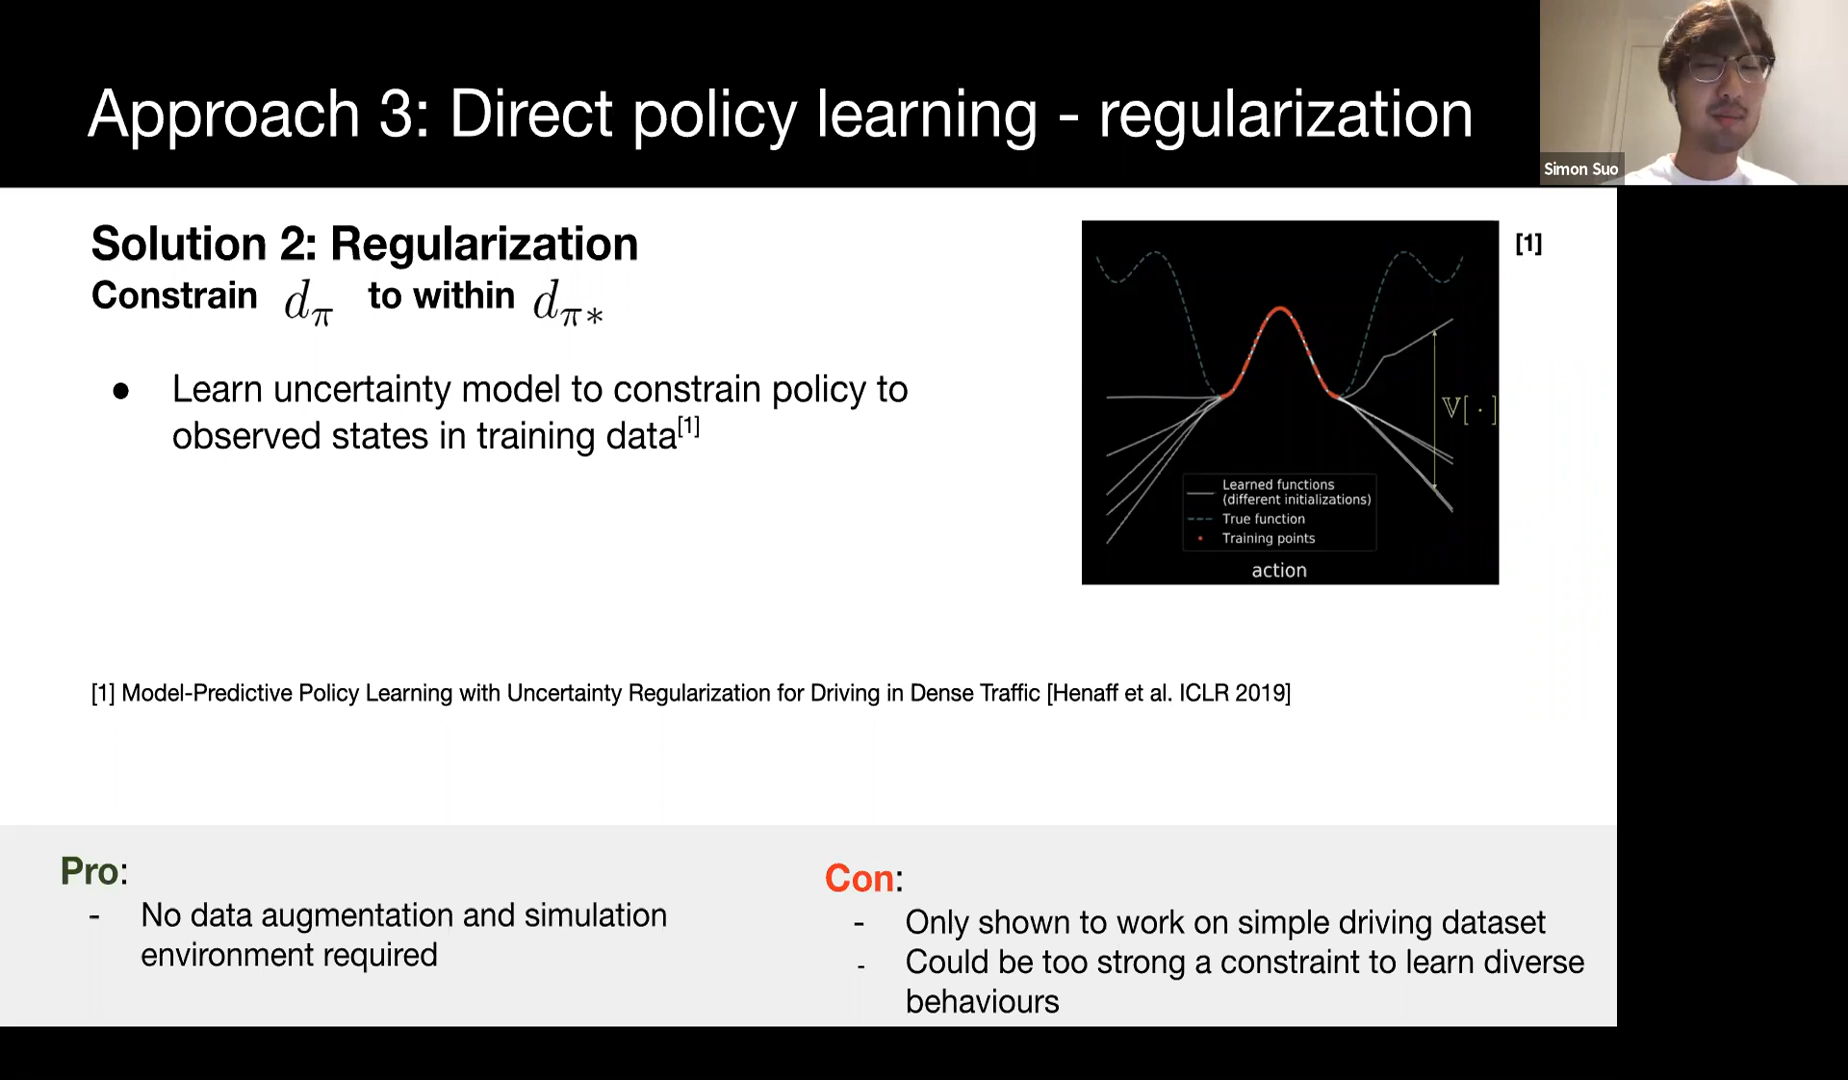 Approach 3: Direct policy learning - regularization
Simon Suo
Solution 2: Regularization
Constrain dπ to within dπ*
● Learn uncertainty model to constrain policy to
observed states in training data[1]
[1]
𝕍[ · ]
Learned functions
(different initializations)
True function
Training points
action
[1] Model-Predictive Policy Learning with Uncertainty Regularization for Driving in Dense Traffic [Henaff et al. ICLR 2019]
Pro:
- No data augmentation and simulation
environment required
Con:
- Only shown to work on simple driving dataset
- Could be too strong a constraint to learn diverse
behaviours